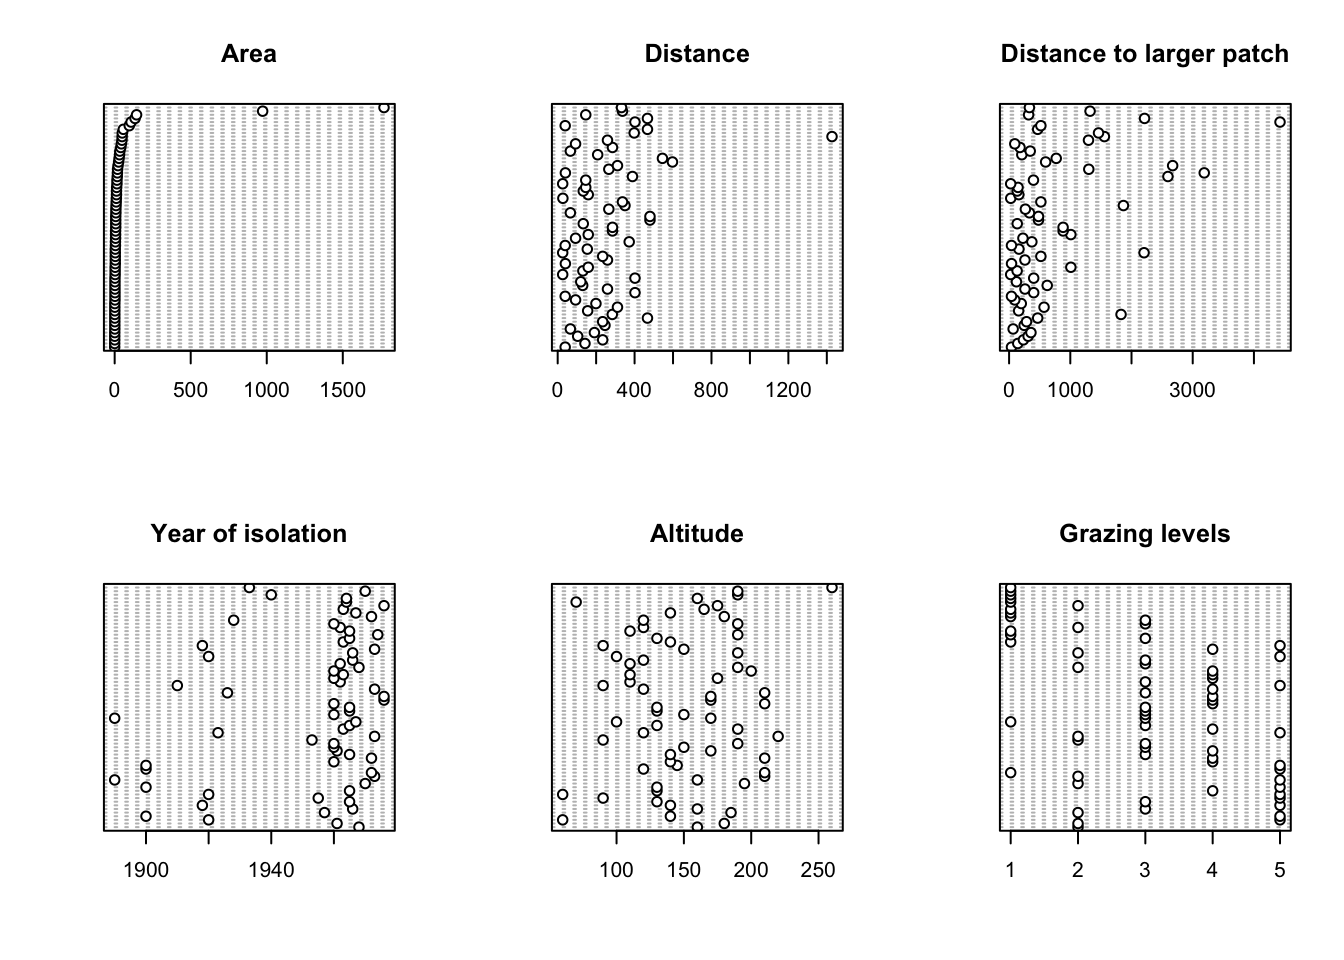 Area
Distance
Distance to larger patch
0 500 1000 1500
0 400 800 1200
0 1000 3000
Year of isolation
Altitude
Grazing levels
1900 1940
100 150 200 250
1 2 3 4 5